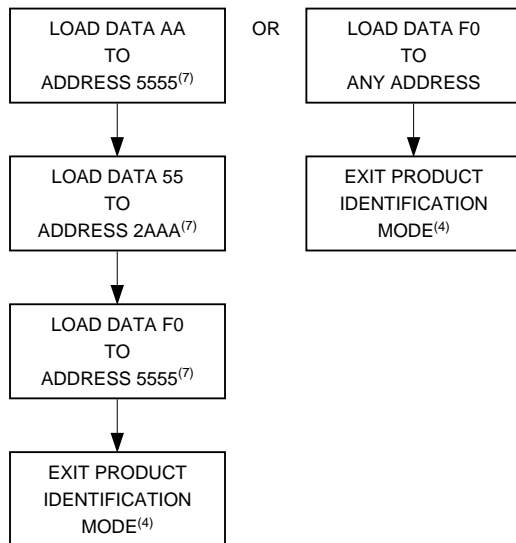 LOAD DATA AA
TO
ADDRESS 5555(7)
LOAD DATA 55
TO
ADDRESS 2AAA(7)
LOAD DATA F0
TO
ADDRESS 5555(7)
EXIT PRODUCT
IDENTIFICATION
MODE(4)
OR
LOAD DATA F0
TO
ANY ADDRESS
EXIT PRODUCT
IDENTIFICATION
MODE(4)